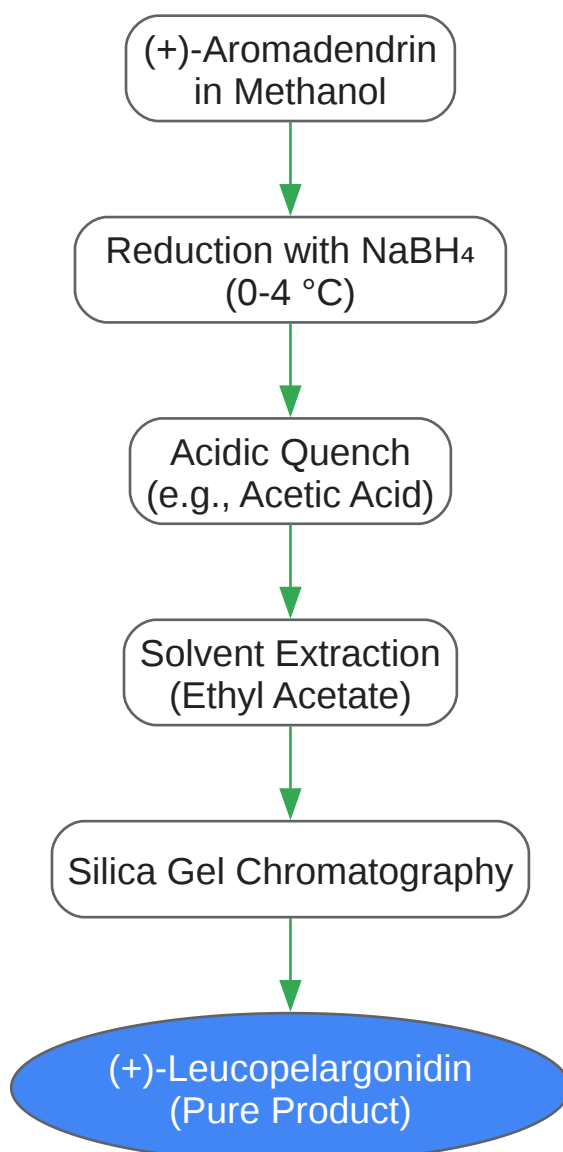 (+)-Aromadendrin
in Methanol
Reduction with NaBH₄
(0-4 °C)
Acidic Quench
(e.g., Acetic Acid)
Solvent Extraction
(Ethyl Acetate)
Silica Gel Chromatography
(+)-Leucopelargonidin
(Pure Product)